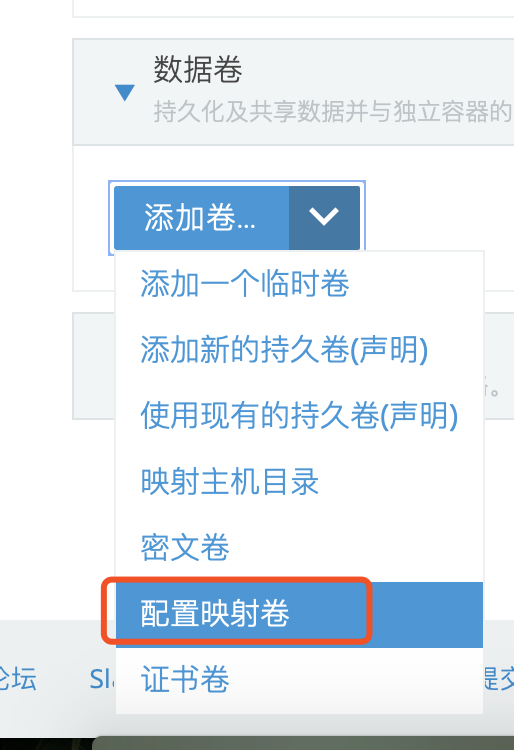 数据卷
持久化及共享数据并与独立容器的
添加卷...
添加一个临时卷
添加新的持久卷(声明)
使用现有的持久卷(声明)
映射主机目录
密文卷
配置映射卷
证书卷
论坛
Sl
提交